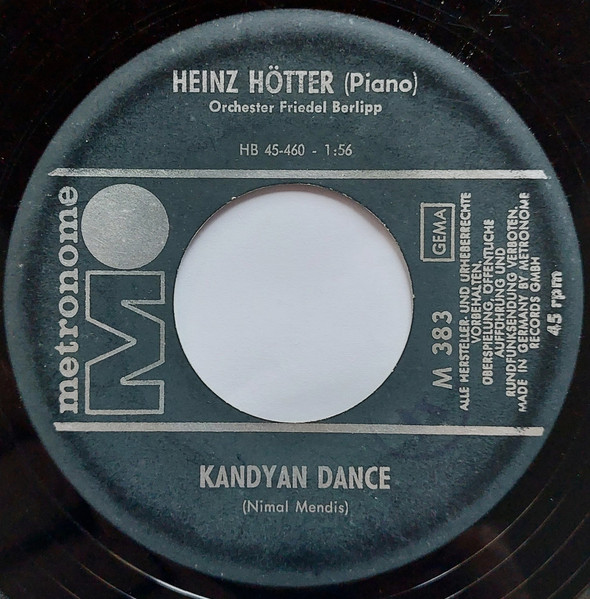 HEINZ HÖTTER (Piano)
Orchester Friedel Berlipp
HB 45-460 - 1:56
metronome
M
GEMA
M 383
ALLE HERSTELLER- UND URHEBERRECHTE
VORBEHALTEN.
ÜBERSPIELUNG, ÖFFENTLICHE
AUFFÜHRUNG UND
RUNDFUNKSENDUNG VERBOTEN.
MADE IN GERMANY BY METRONOME
RECORDS GMBH
45 rpm
KANDYAN DANCE
(Nimal Mendis)